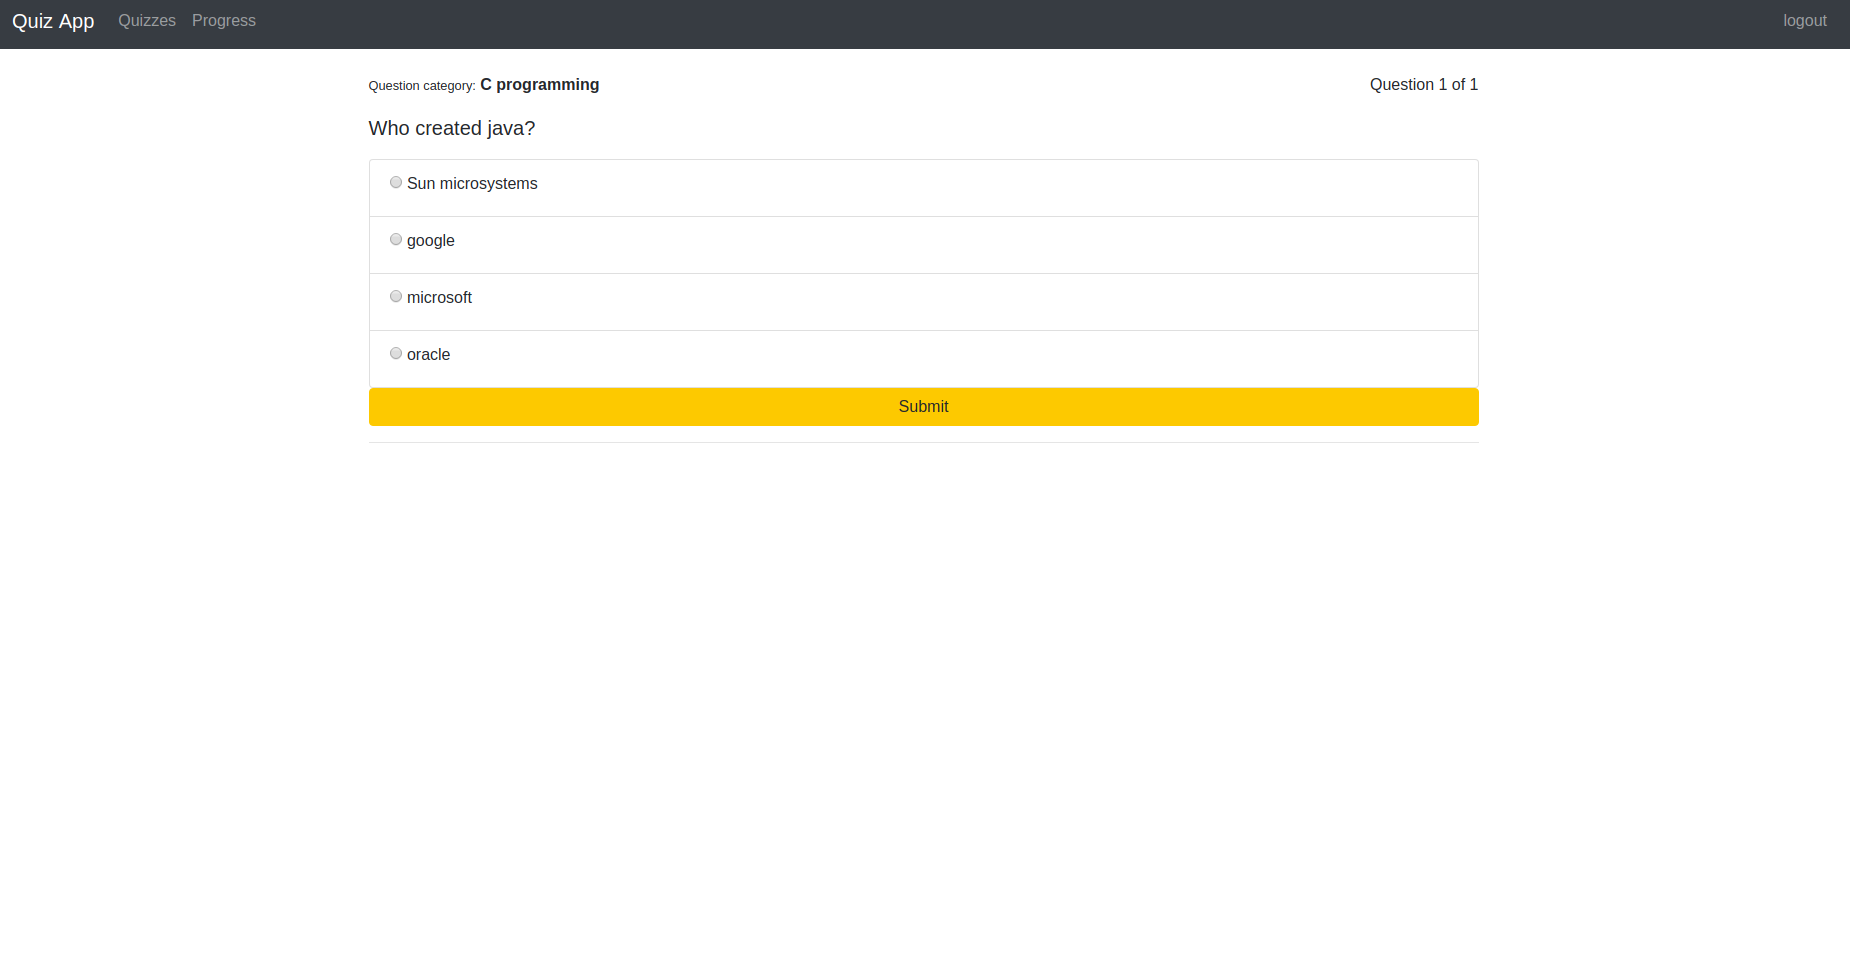 Quiz App Quizzes Progress logout
Question category: C programming Question 1 of 1
Who created java?
Sun microsystems
google
microsoft
oracle
Submit